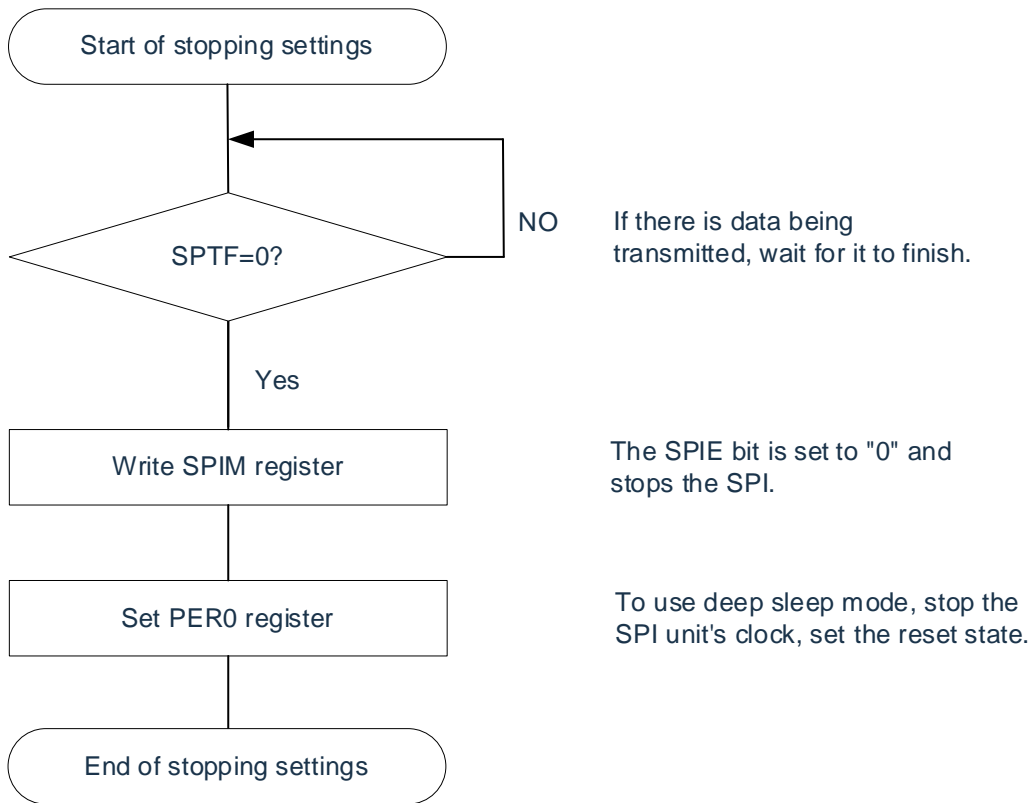 Start of stopping settings
SPTF=0?
NO
If there is data being
transmitted, wait for it to finish.
Yes
Write SPIM register
The SPIE bit is set to "0" and
stops the SPI.
Set PER0 register
To use deep sleep mode, stop the
SPI unit's clock, set the reset state.
End of stopping settings